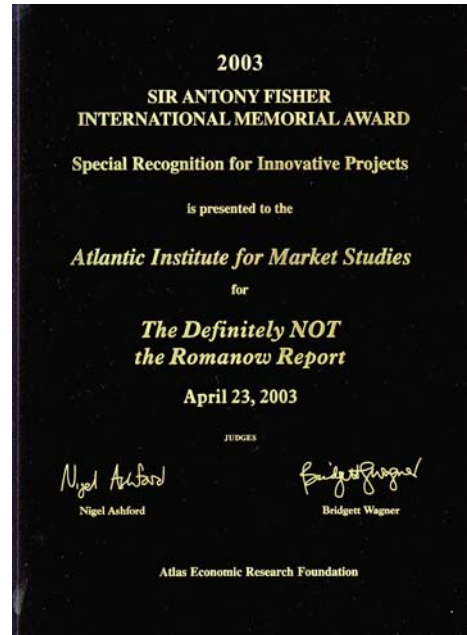 2003
SIR ANTONY FISHER
INTERNATIONAL MEMORIAL AWARD
Special Recognition for Innovative Projects
is presented to the
Atlantic Institute for Market Studies
for
The Definitely NOT
the Romanow Report
April 23, 2003
JUDGES
Nigel Ashford
Bridgett Wagner
Nigel Ashford
Bridgett Wagner
Atlas Economic Research Foundation